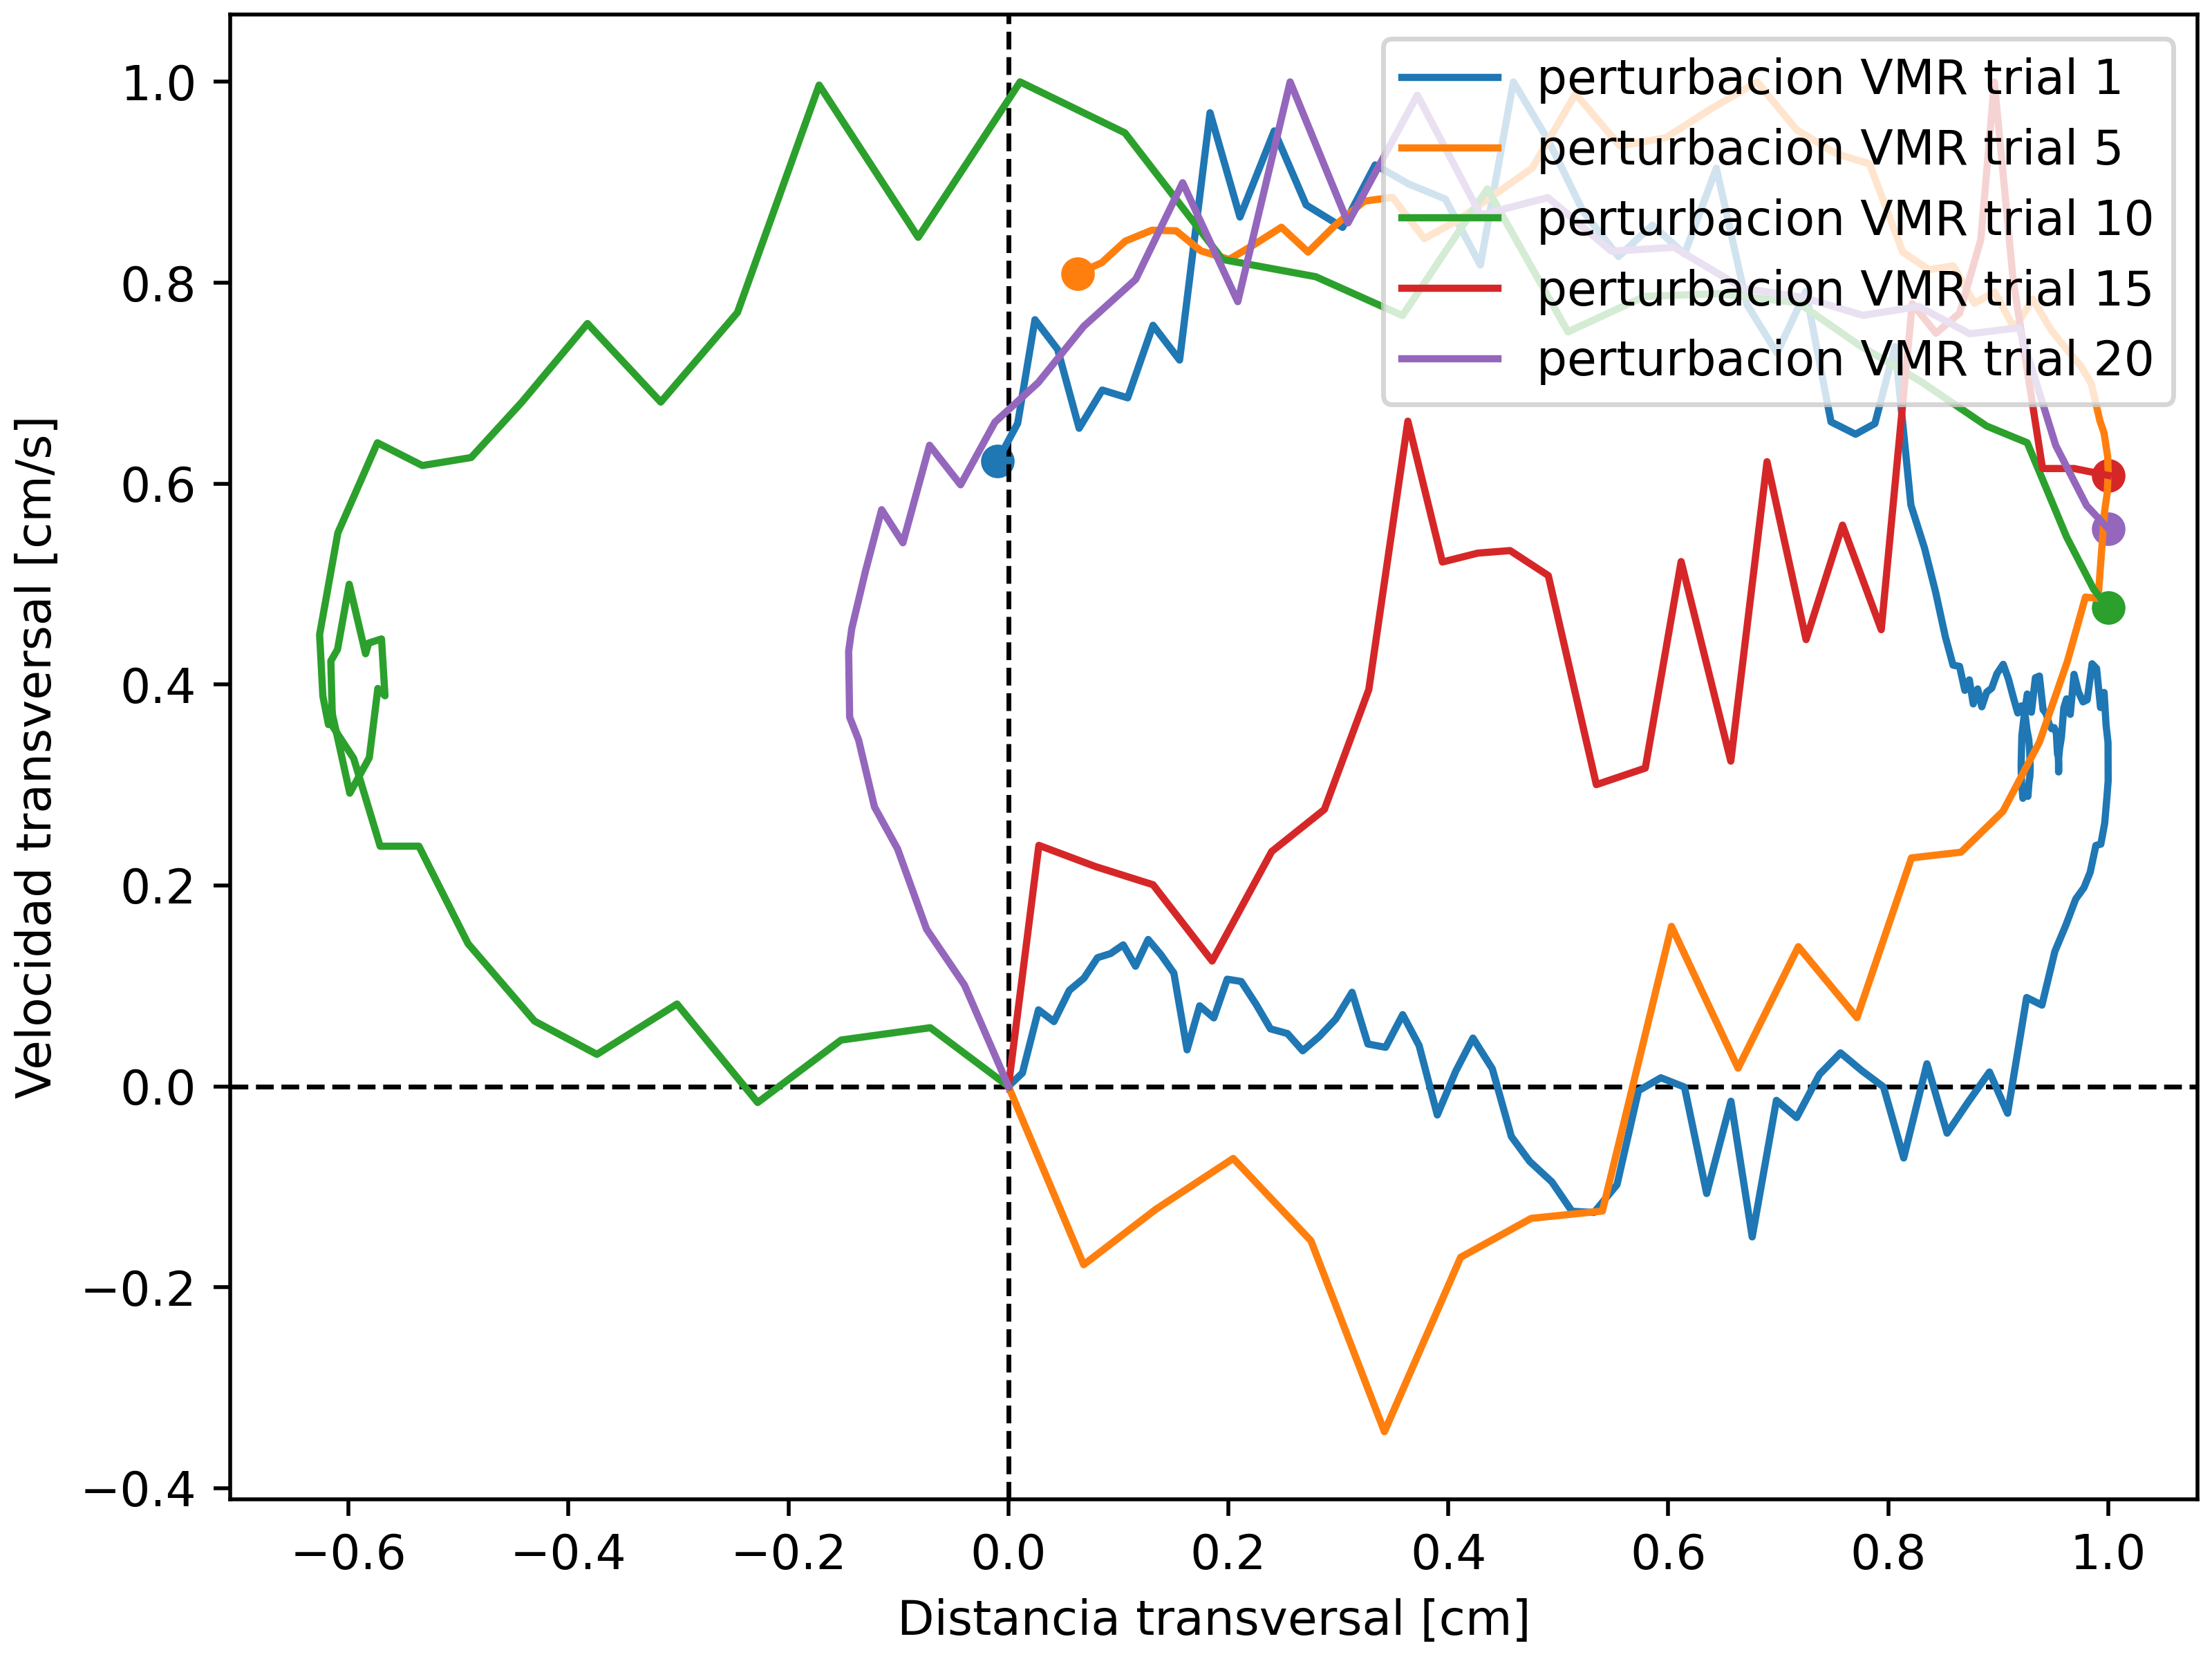 1.0
0.8
0.6
0.4
0.2
0.0
−0.2
−0.4
Velocidad transversal [cm/s]
perturbacion VMR trial 1
perturbacion VMR trial 5
perturbacion VMR trial 10
perturbacion VMR trial 15
perturbacion VMR trial 20
−0.6 −0.4 −0.2 0.0 0.2 0.4 0.6 0.8 1.0
Distancia transversal [cm]